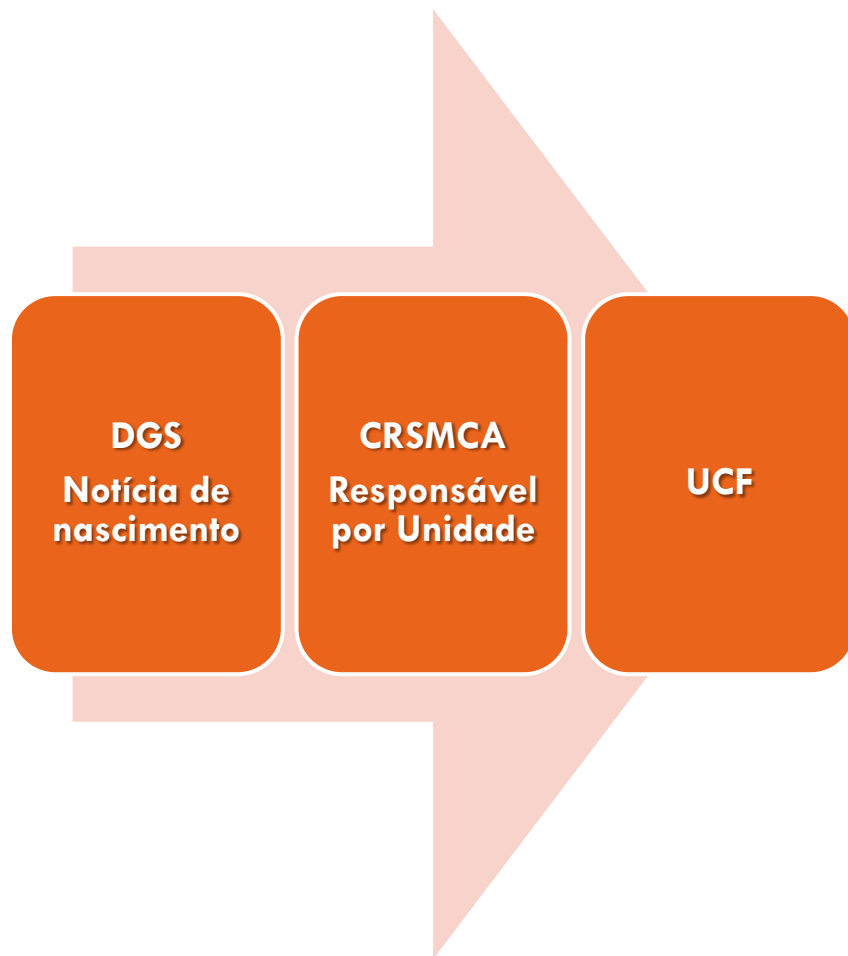 DGS
Notícia de
nascimento
CRSMCA
Responsável
por Unidade
UCF